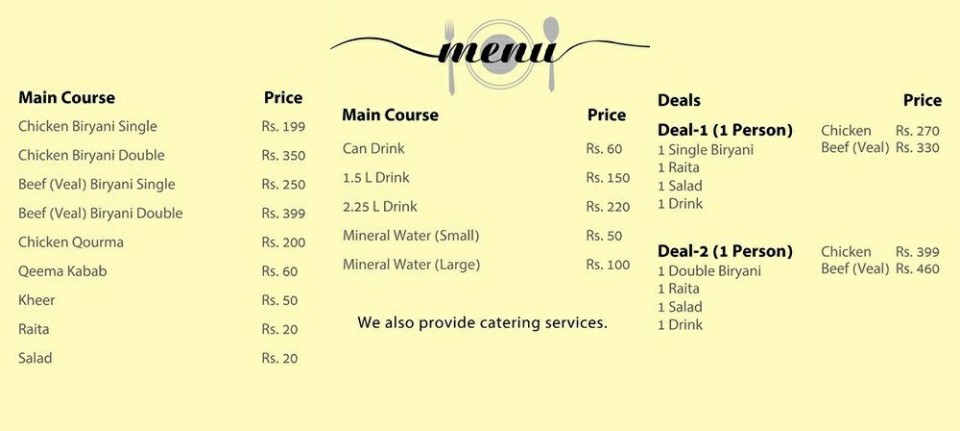 menu
Main Course Price
Chicken Biryani Single Rs. 199
Chicken Biryani Double Rs. 350
Beef (Veal) Biryani Single Rs. 250
Beef (Veal) Biryani Double Rs. 399
Chicken Qourma Rs. 200
Qeema Kabab Rs. 60
Kheer Rs. 50
Raita Rs. 20
Salad Rs. 20
Main Course Price
Can Drink Rs. 60
1.5 L Drink Rs. 150
2.25 L Drink Rs. 220
Mineral Water (Small) Rs. 50
Mineral Water (Large) Rs. 100
We also provide catering services.
Deals Price
Deal-1 (1 Person) Chicken Rs. 270
1 Single Biryani Beef (Veal) Rs. 330
1 Raita
1 Salad
1 Drink
Deal-2 (1 Person) Chicken Rs. 399
1 Double Biryani Beef (Veal) Rs. 460
1 Raita
1 Salad
1 Drink